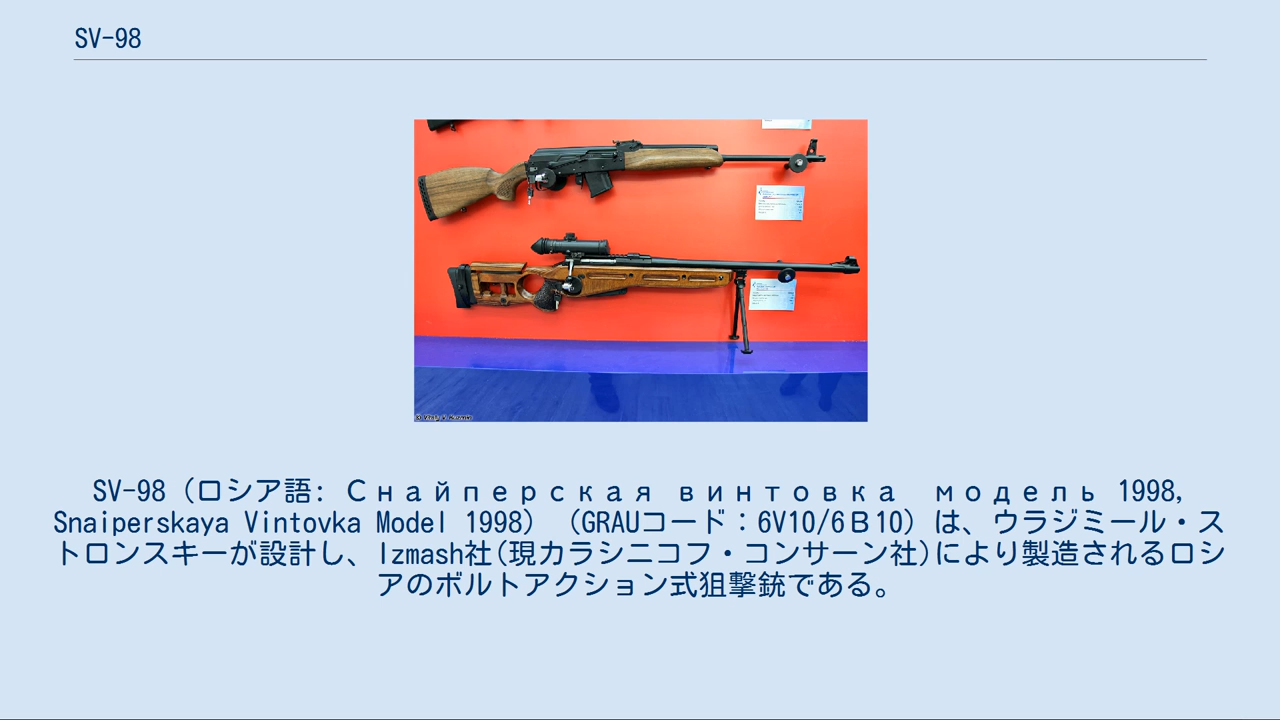 SV-98
© Vitaly V. Kuzmin
SV-98 (ロシア語: Снайперская винтовка модель 1998,
Snaiperskaya Vintovka Model 1998) (GRAUコード：6V10/6В10) は、ウラジミール・ス
トロンスキーが設計し、Izmash社(現カラシニコフ・コンサーン社)により製造されるロシ
アのボルトアクション式狙撃銃である。